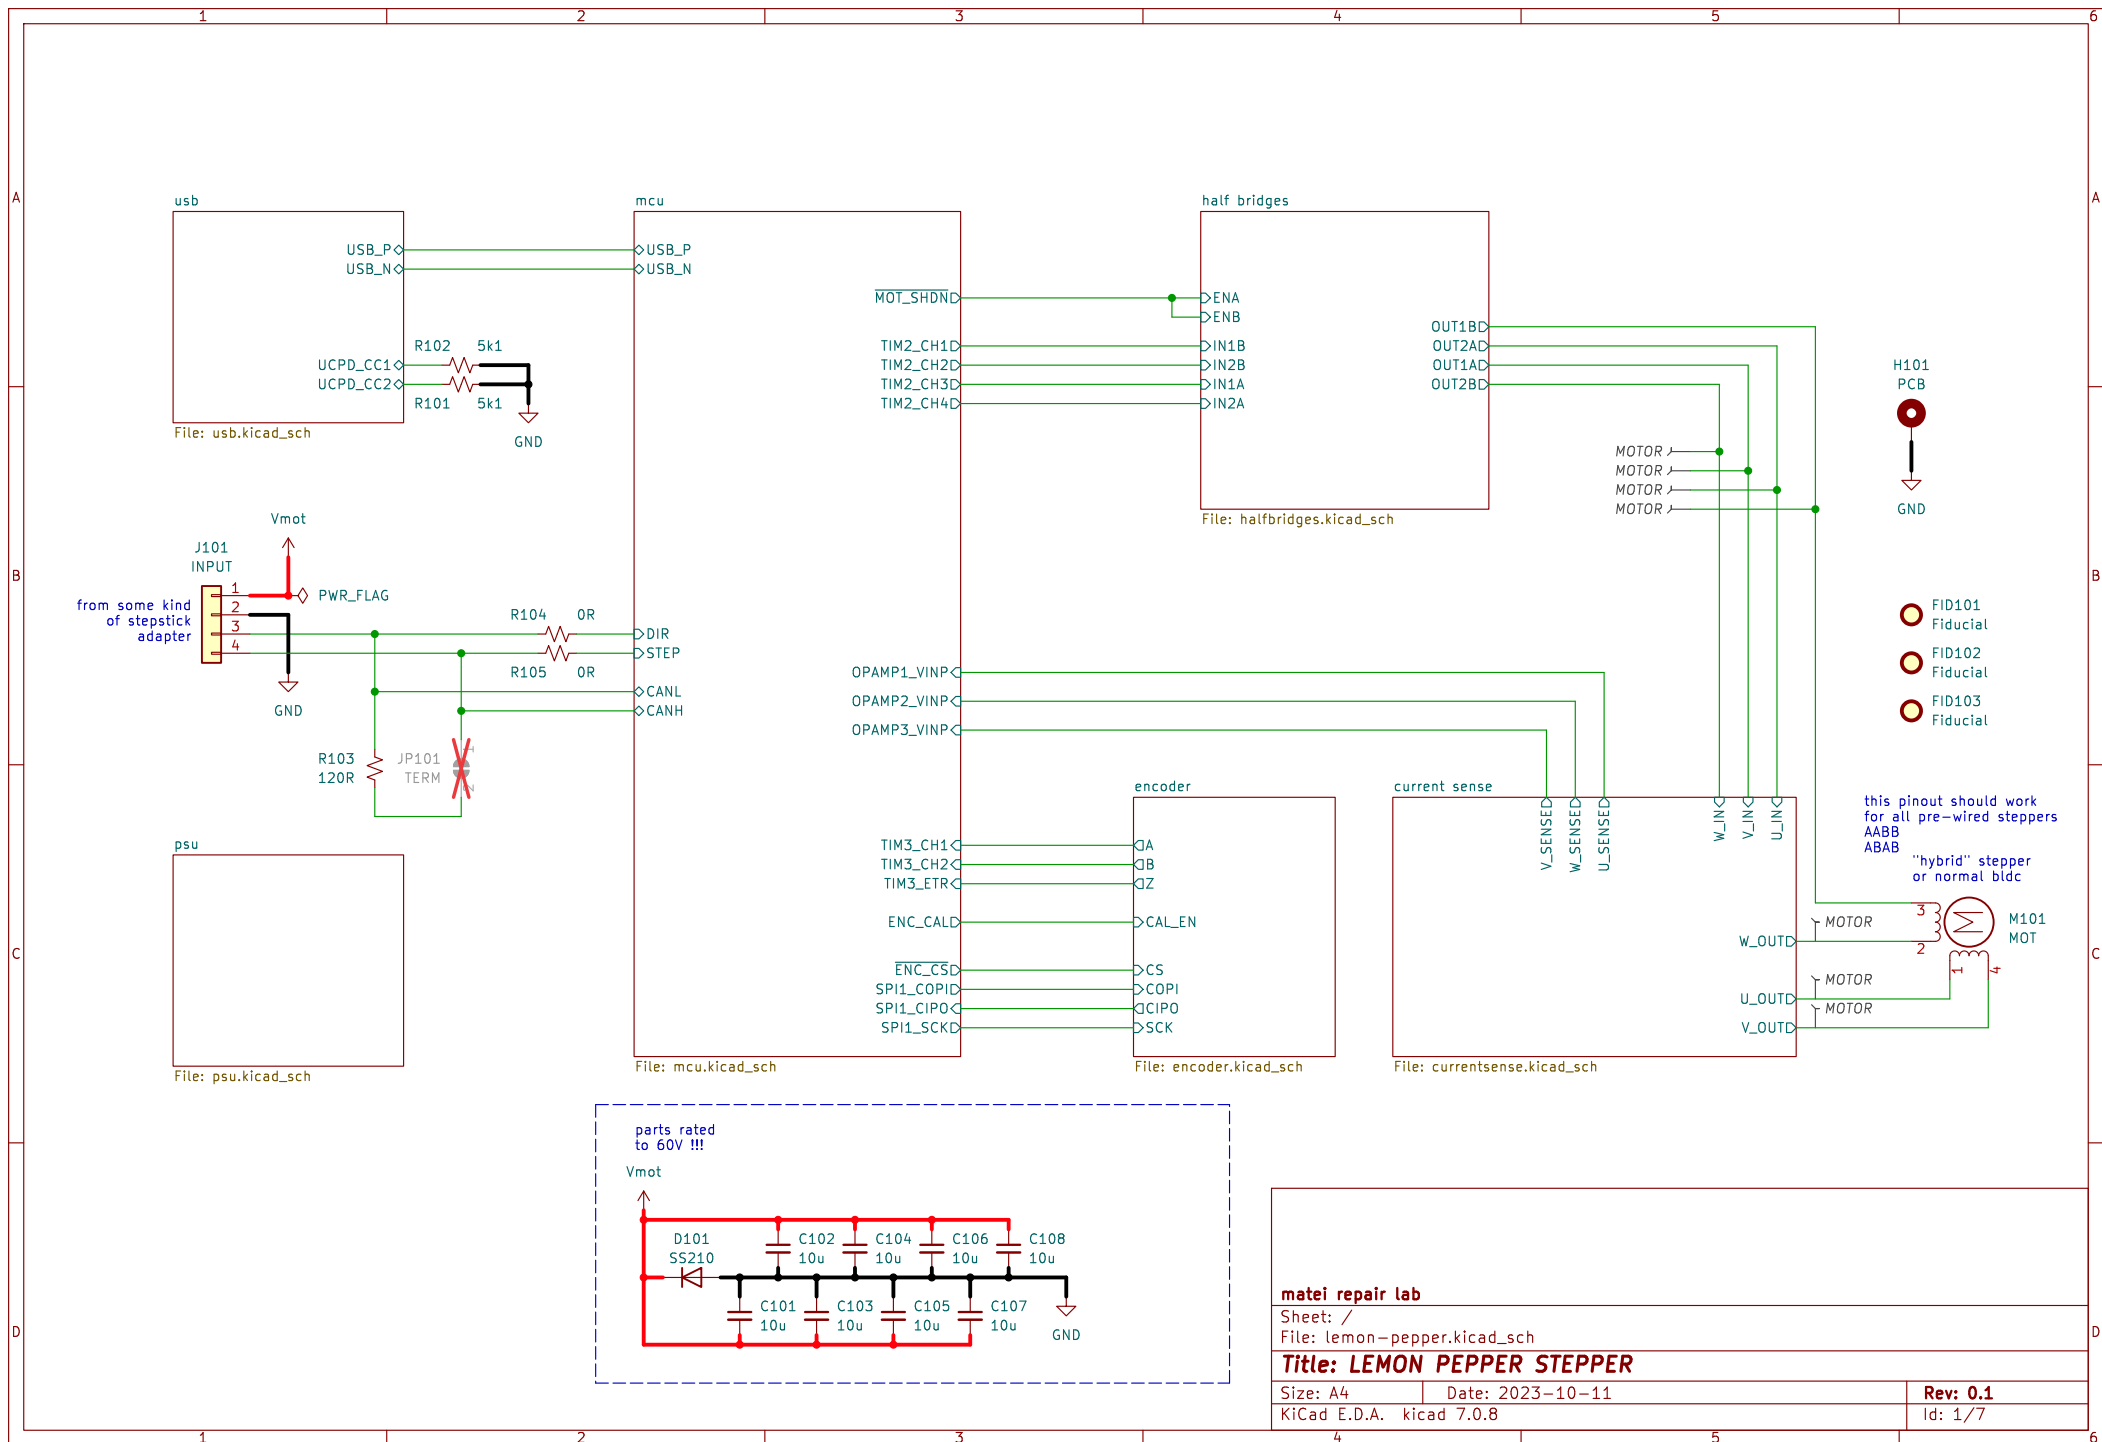 1 2 3 4 5 6
A A
usb mcu half bridges
USB_P USB_P
USB_N USB_N
MOT_SHDN ENA
ENB
OUT1B
R102 5k1 TIM2_CH1 IN1B OUT2A
UCPD_CC1 TIM2_CH2 IN2B OUT1A H101
UCPD_CC2 TIM2_CH3 IN1A OUT2B PCB
R101 5k1 TIM2_CH4 IN2A
File: usb.kicad_sch
GND
MOTOR
MOTOR
MOTOR
MOTOR GND
Vmot File: halfbridges.kicad_sch
J101
INPUT
B B
1 PWR_FLAG
from some kind
of stepstick
adapter
2 R104 0R
3 DIR
4 STEP
R105 0R
FID101
Fiducial
FID102
Fiducial
FID103
Fiducial
OPAMP1_VINP
CANL
OPAMP2_VINP
GND CANH
OPAMP3_VINP
R103 JP101 1
120R TERM 2
encoder current sense
V_SENSE W_SENSE U_SENSE W_IN V_IN U_IN
this pinout should work
for all pre-wired steppers
AABB
ABAB
"hybrid" stepper
or normal bldc
psu
TIM3_CH1 A
TIM3_CH2 B
TIM3_ETR Z
3 M101
MOT
ENC_CAL CAL_EN MOTOR
W_OUT 2
C C
1 4
ENC_CS CS
SPI1_COPI COPI MOTOR
U_OUT
SPI1_CIPO CIPO MOTOR
SPI1_SCK SCK V_OUT
File: psu.kicad_sch
File: mcu.kicad_sch File: encoder.kicad_sch File: currentsense.kicad_sch
parts rated
to 60V !!!
Vmot
D101 C102 C104 C106 C108
SS210 10u 10u 10u 10u
C101 C103 C105 C107
10u 10u 10u 10u
GND
D D
matei repair lab
Sheet: /
File: lemon-pepper.kicad_sch
Title: LEMON PEPPER STEPPER
Size: A4 Date: 2023-10-11 Rev: 0.1
KiCad E.D.A. kicad 7.0.8 Id: 1/7
1 2 3 4 5 6